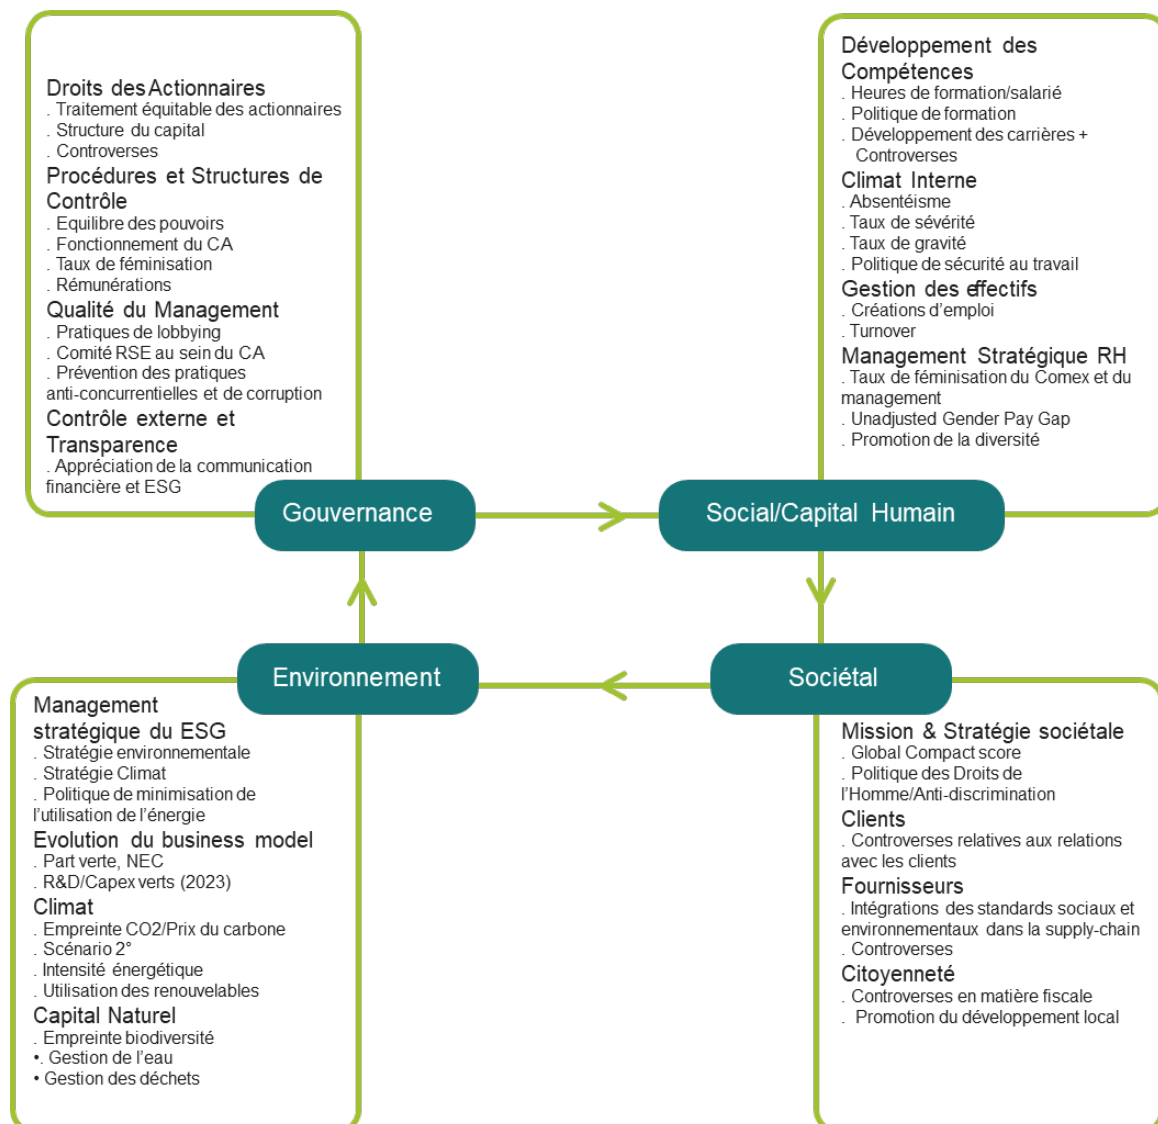 Droits des Actionnaires
. Traitement équitable des actionnaires
. Structure du capital
. Controverses
Procédures et Structures de
Contrôle
. Equilibre des pouvoirs
. Fonctionnement du CA
. Taux de féminisation
. Rémunérations
Qualité du Management
. Pratiques de lobbying
. Comité RSE au sein du CA
. Prévention des pratiques
anti-concurrentielles et de corruption
Contrôle externe et
Transparence
. Appréciation de la communication
financière et ESG
Gouvernance
Développement des
Compétences
. Heures de formation/salarié
. Politique de formation
. Développement des carrières +
Controverses
Climat Interne
. Absentéisme
. Taux de sévérité
. Taux de gravité
. Politique de sécurité au travail
Gestion des effectifs
. Créations d'emploi
. Turnover
Management Stratégique RH
. Taux de féminisation du Comex et du
management
. Unadjusted Gender Pay Gap
. Promotion de la diversité
Social/Capital Humain
Environnement
Management
stratégique du ESG
. Stratégie environnementale
. Stratégie Climat
. Politique de minimisation de
l'utilisation de l'énergie
Evolution du business model
. Part verte, NEC
. R&D/Capex verts (2023)
Climat
. Empreinte CO2/Prix du carbone
. Scénario 2°
. Intensité énergétique
. Utilisation des renouvelables
Capital Naturel
. Empreinte biodiversité
•. Gestion de l'eau
• Gestion des déchets
Sociétal
Mission & Stratégie sociétale
. Global Compact score
. Politique des Droits de
l'Homme/Anti-discrimination
Clients
. Controverses relatives aux relations
avec les clients
Fournisseurs
. Intégrations des standards sociaux et
environnementaux dans la supply-chain
. Controverses
Citoyenneté
. Controverses en matière fiscale
. Promotion du développement local